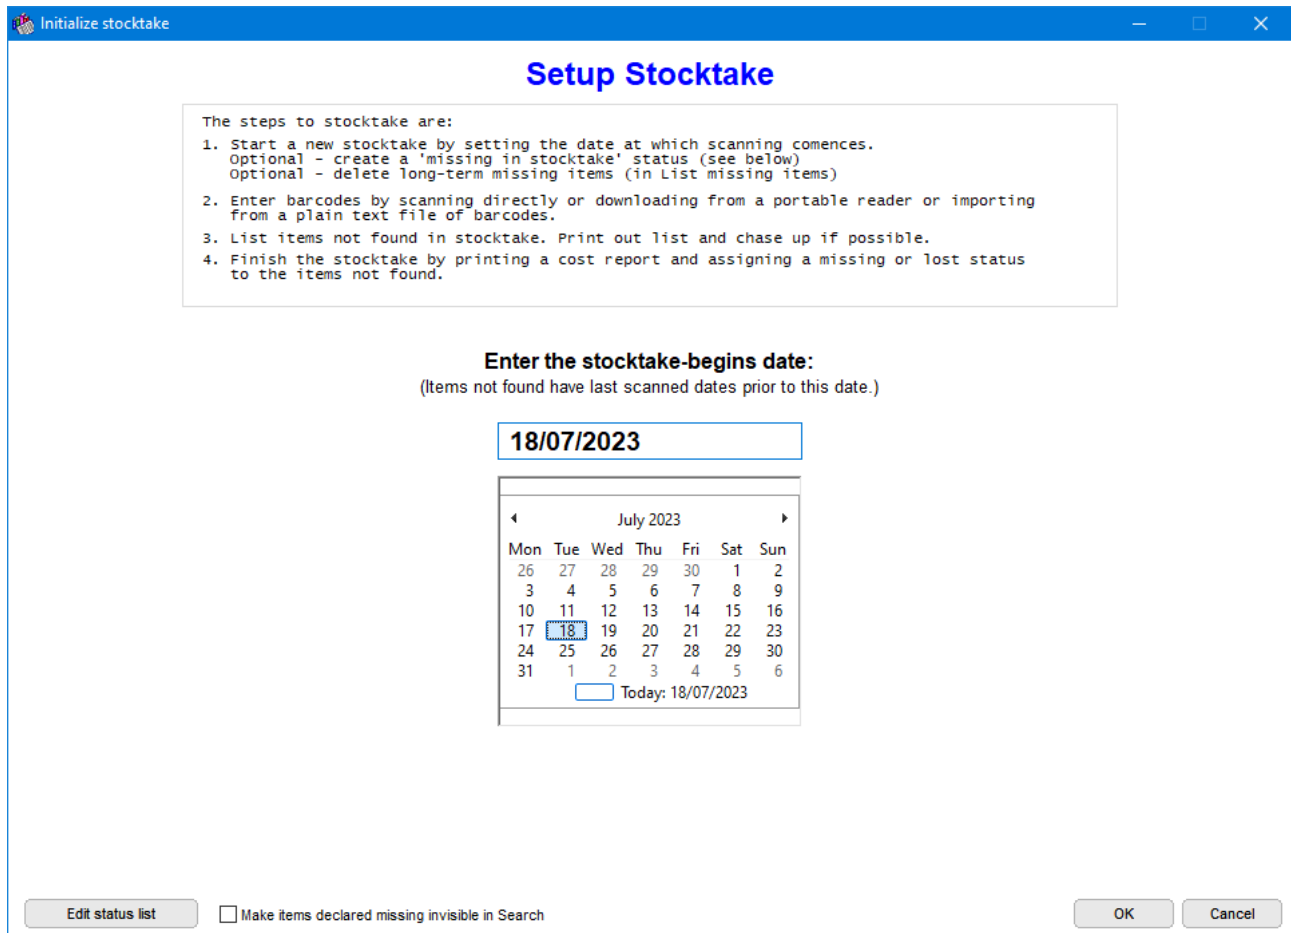 Initialize stocktake
Setup Stocktake
The steps to stocktake are:
1. Start a new stocktake by setting the date at which scanning comences.
Optional - create a 'missing in stocktake' status (see below)
Optional - delete long-term missing items (in List missing items)
2. Enter barcodes by scanning directly or downloading from a portable reader or importing
from a plain text file of barcodes.
3. List items not found in stocktake. Print out list and chase up if possible.
4. Finish the stocktake by printing a cost report and assigning a missing or lost status
to the items not found.
Enter the stocktake-begins date:
(Items not found have last scanned dates prior to this date.)
18/07/2023
July 2023
Mon Tue Wed Thu Fri Sat Sun
26 27 28 29 30 1 2
3 4 5 6 7 8 9
10 11 12 13 14 15 16
17 18 19 20 21 22 23
24 25 26 27 28 29 30
31 1 2 3 4 5 6
Today: 18/07/2023
Edit status list Make items declared missing invisible in Search OK Cancel